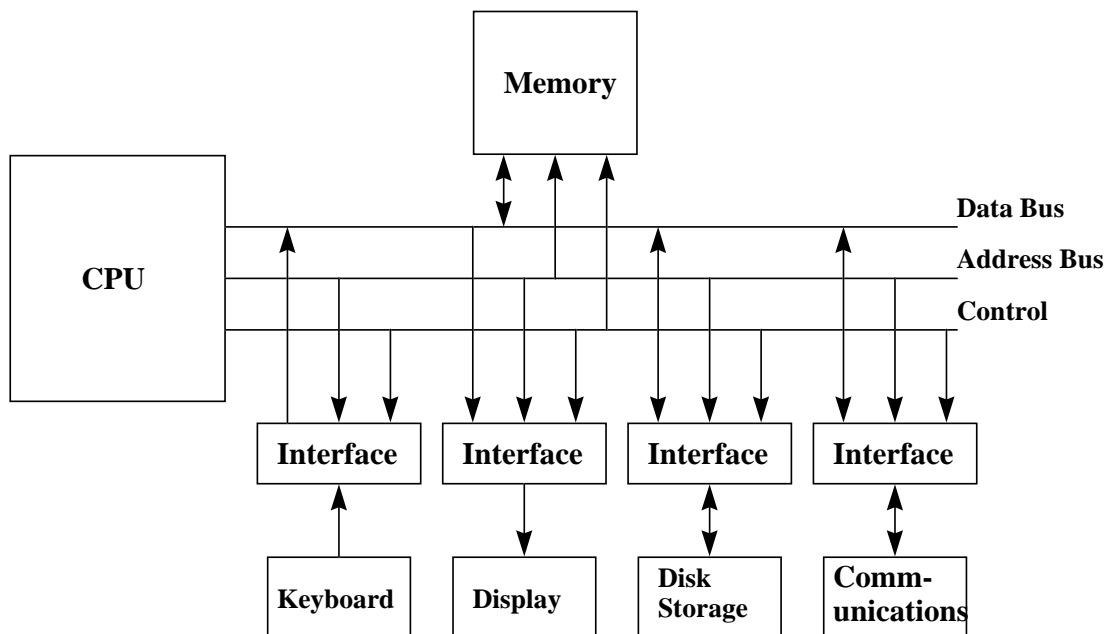 Memory
Data Bus
CPU
Address Bus
Control
Interface
Interface
Interface
Interface
Keyboard
Display
Disk
Storage
Comm-
unications